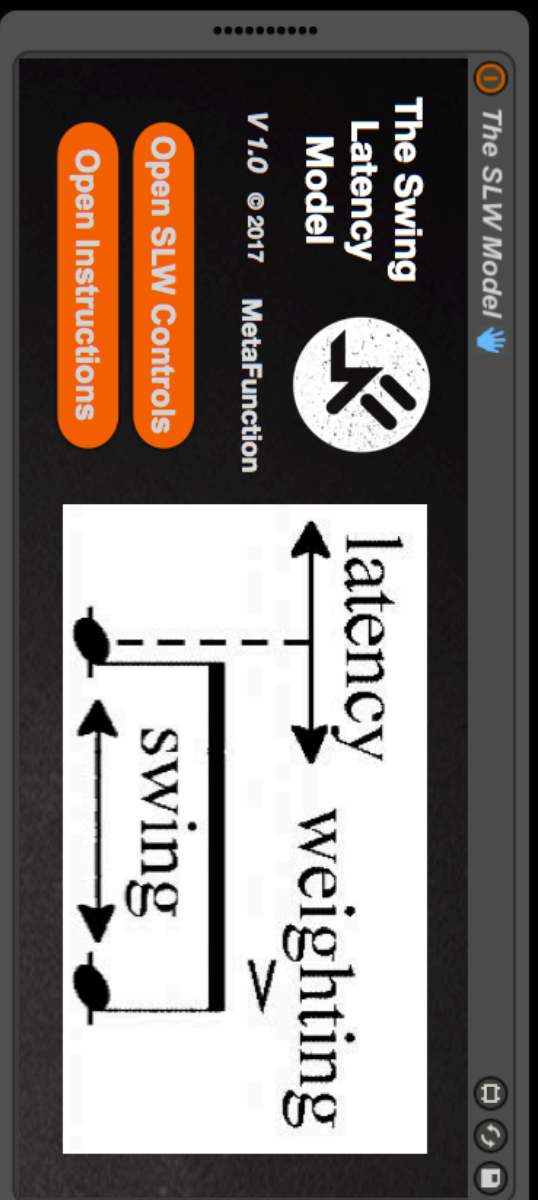 The SLW Model
The Swing
Latency
Model
V 1.0 © 2017 MetaFunction
Open SLW Controls
Open Instructions
latency
weighting
>
swing